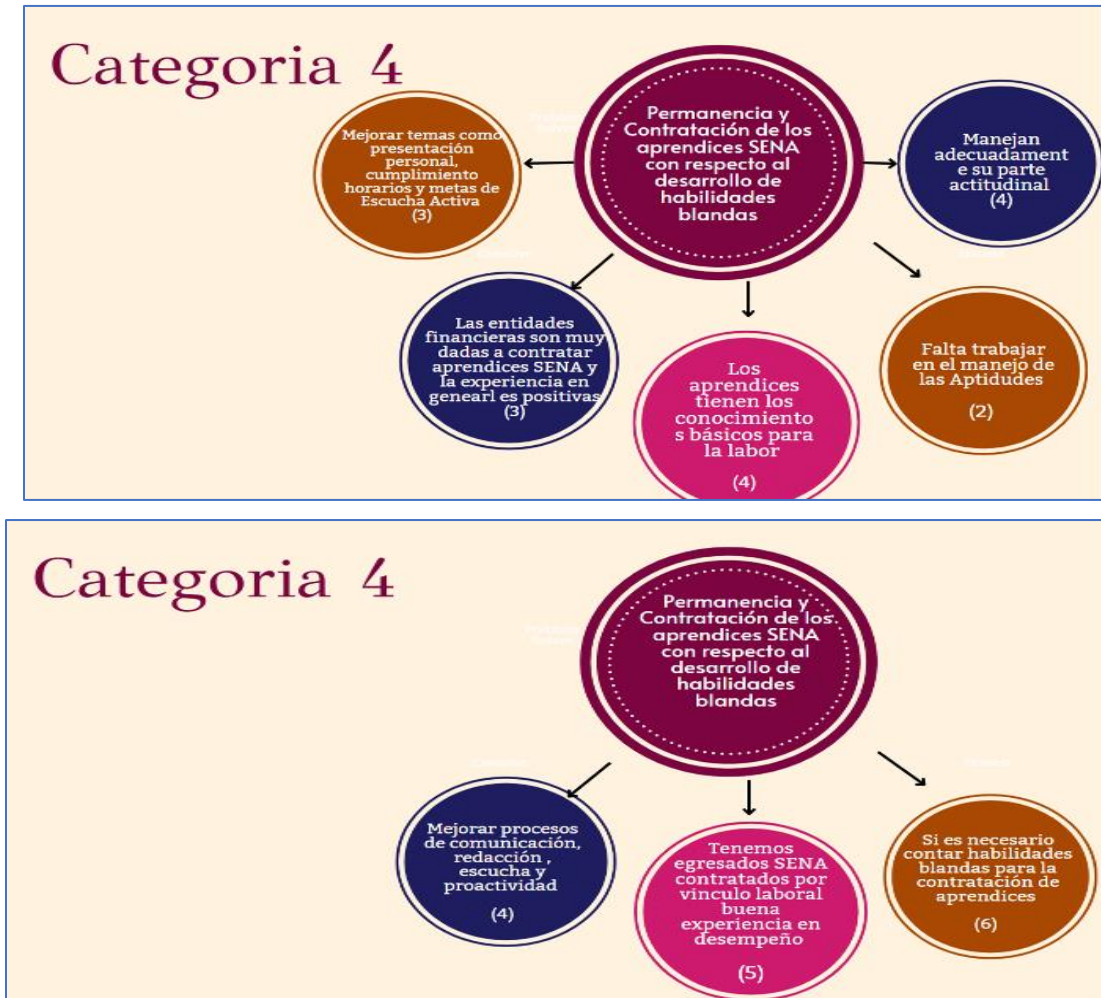 Categoria 4
Permanencia y
Contratación de los
aprendices SENA
con respecto al
desarrollo de
habilidades
blandas
Mejorar temas como
presentación
personal,
cumplimiento
horarios y metas de
Escucha Activa
(3)
Manejan
adecuadament
e su parte
actitudinal
(4)
Las entidades
financieras son muy
dadas a contratar
aprendices SENA y
la experiencia en
genearl es positivas
(3)
Los
aprendices
tienen los
conocimiento
s básicos para
la labor
(4)
Falta trabajar
en el manejo de
las Aptidudes
(2)
Categoria 4
Permanencia y
Contratación de los
aprendices SENA
con respecto al
desarrollo de
habilidades
blandas
Mejorar procesos
de comunicación,
redacción ,
escucha y
proactividad
(4)
Tenemos
egresados SENA
contratados por
vinculo laboral
buena
experiencia en
desempeño
(5)
Si es necesario
contar habilidades
blandas para la
contratación de
aprendices
(6)